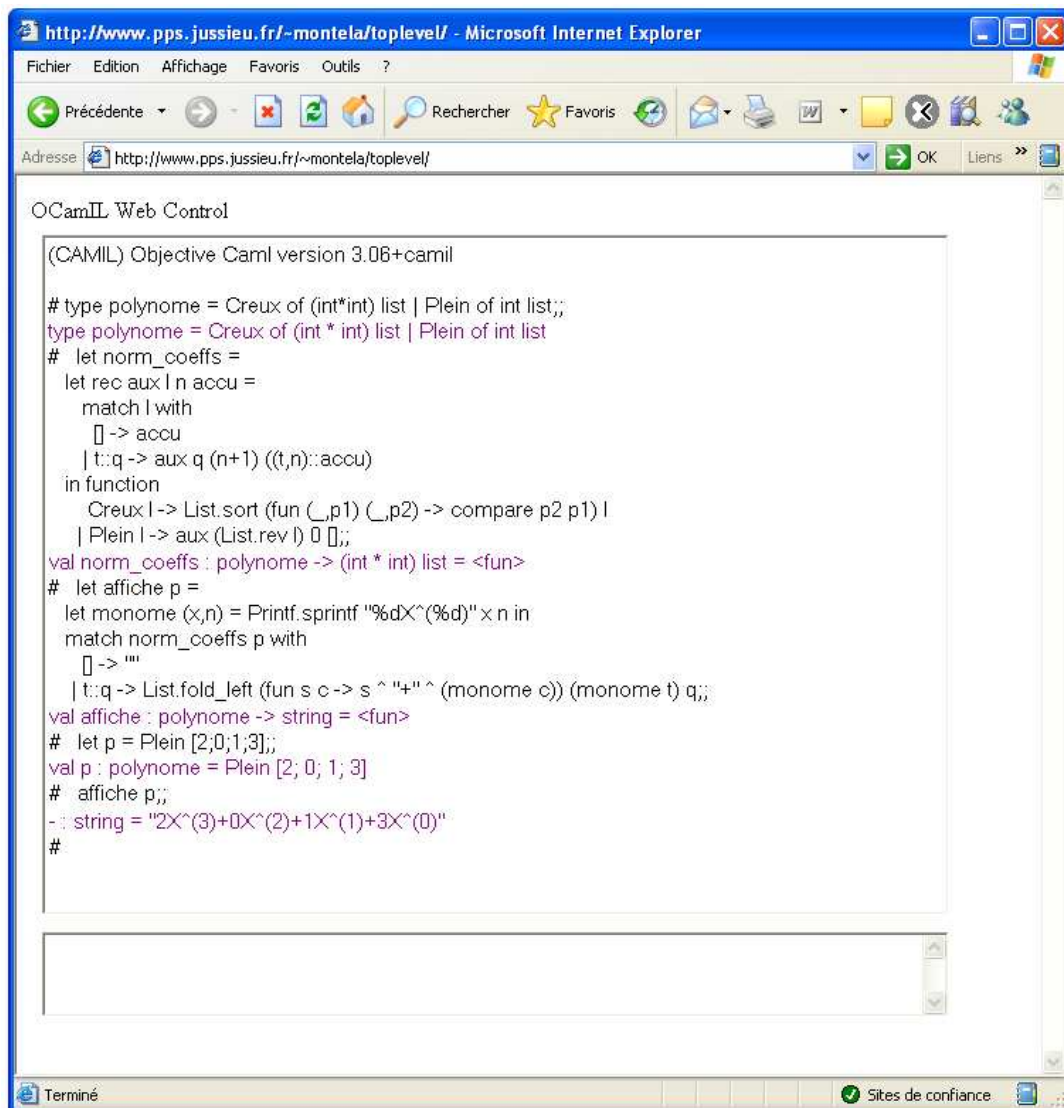 http://www.pps.jussieu.fr/~montela/toplevel/ - Microsoft Internet Explorer
Fichier Edition Affichage Favoris Outils ?
Précédente Rechercher Favoris
Adresse http://www.pps.jussieu.fr/~montela/toplevel/ OK Liens »
OCamIL Web Control
(CAMIL) Objective Caml version 3.06+camil
# type polynome = Creux of (int*int) list | Plein of int list;;
type polynome = Creux of (int * int) list | Plein of int list
# let norm_coeffs =
let rec aux l n accu =
match l with
[] -> accu
| t::q -> aux q (n+1) ((t,n)::accu)
in function
Creux l -> List.sort (fun (_,p1) (_,p2) -> compare p2 p1) l
| Plein l -> aux (List.rev l) 0 [];;
val norm_coeffs : polynome -> (int * int) list = <fun>
# let affiche p =
let monome (x,n) = Printf.sprintf "%dX^(%d)" x n in
match norm_coeffs p with
[] -> ""
| t::q -> List.fold_left (fun s c -> s ^ "+" ^ (monome c)) (monome t) q;;
val affiche : polynome -> string = <fun>
# let p = Plein [2;0;1;3];;
val p : polynome = Plein [2; 0; 1; 3]
# affiche p;;
- : string = "2X^(3)+0X^(2)+1X^(1)+3X^(0)"
#
Terminé Sites de confiance